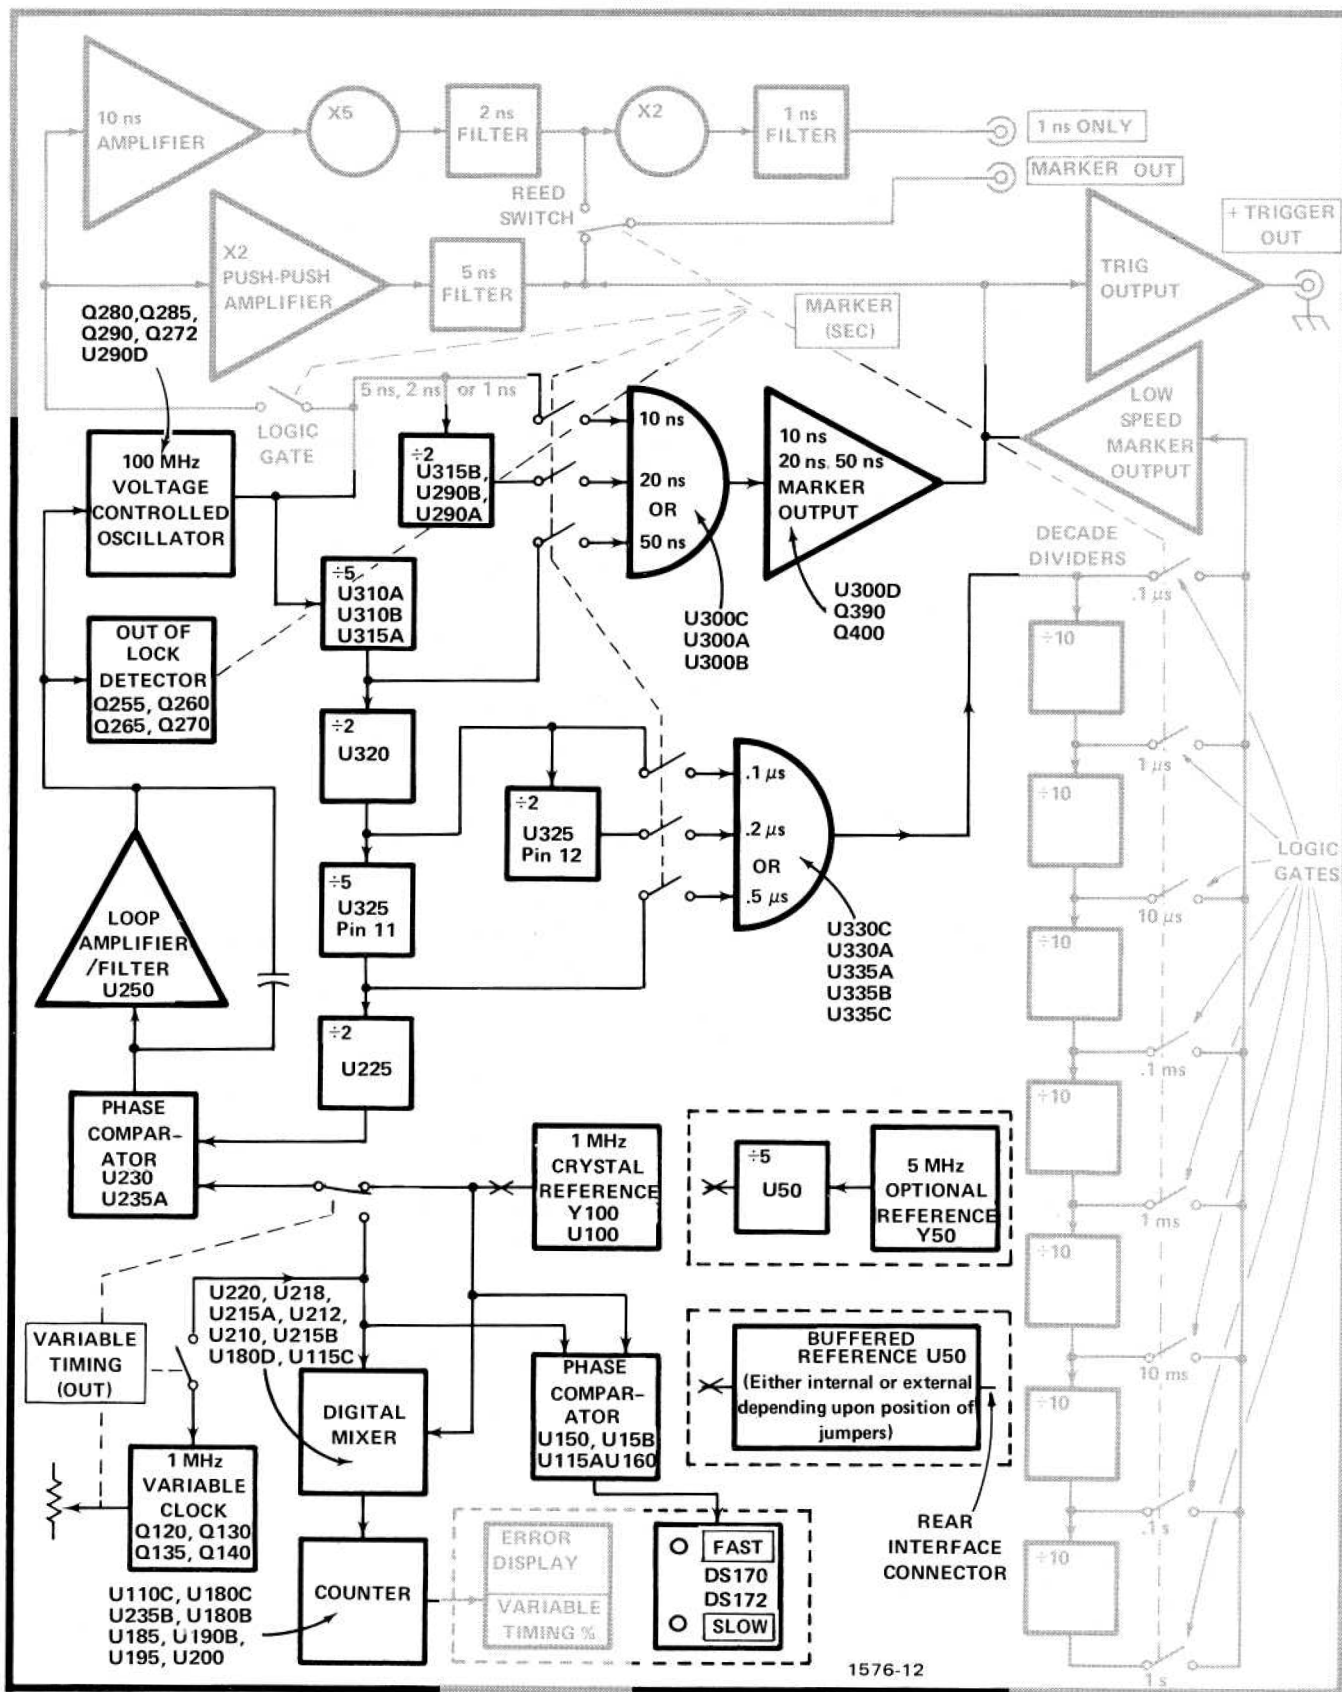 10 ns
AMPLIFIER
X5
2 ns
FILTER
X2
1 ns
FILTER
1 ns ONLY
MARKER OUT
REED
SWITCH
+ TRIGGER
OUT
X2
PUSH-PUSH
AMPLIFIER
5 ns
FILTER
TRIG
OUTPUT
MARKER
(SEC)
Q280,Q285,
Q290, Q272
U290D
5 ns, 2 ns or 1 ns
LOGIC
GATE
LOW
SPEED
MARKER
OUTPUT
100 MHz
VOLTAGE
CONTROLLED
OSCILLATOR
÷2
U315B,
U290B,
U290A
10 ns
20 ns
OR
50 ns
10 ns
20 ns, 50 ns
MARKER
OUTPUT
U300C
U300A
U300B
U300D
Q390
Q400
DECADE
DIVIDERS
.1 µs
÷5
U310A
U310B
U315A
OUT OF
LOCK
DETECTOR
Q255, Q260
Q265, Q270
÷2
U320
÷2
U325
Pin 12
.1 µs
.2 µs
OR
.5 µs
÷10
1 µs
÷10
LOGIC
GATES
÷5
U325
Pin 11
LOOP
AMPLIFIER
/FILTER
U250
U330C
U330A
U335A
U335B
U335C
10 µs
÷10
÷2
U225
.1 ms
÷10
PHASE
COMPAR-
ATOR
U230
U235A
1 MHz
CRYSTAL
REFERENCE
Y100
U100
÷5
U50
5 MHz
OPTIONAL
REFERENCE
Y50
1 ms
÷10
VARIABLE
TIMING
(OUT)
U220, U218,
U215A, U212,
U210, U215B
U180D, U115C
PHASE
COMPAR-
ATOR
U150, U15B
U115AU160
BUFFERED
REFERENCE U50
(Either internal or external
depending upon position of
jumpers)
10 ms
÷10
DIGITAL
MIXER
1 MHz
VARIABLE
CLOCK
Q120, Q130
Q135, Q140
REAR
INTERFACE
CONNECTOR
.1 s
÷10
ERROR
DISPLAY
VARIABLE
TIMING %
FAST
DS170
DS172
SLOW
COUNTER
U110C, U180C
U235B, U180B
U185, U190B,
U195, U200
1 s
1576-12